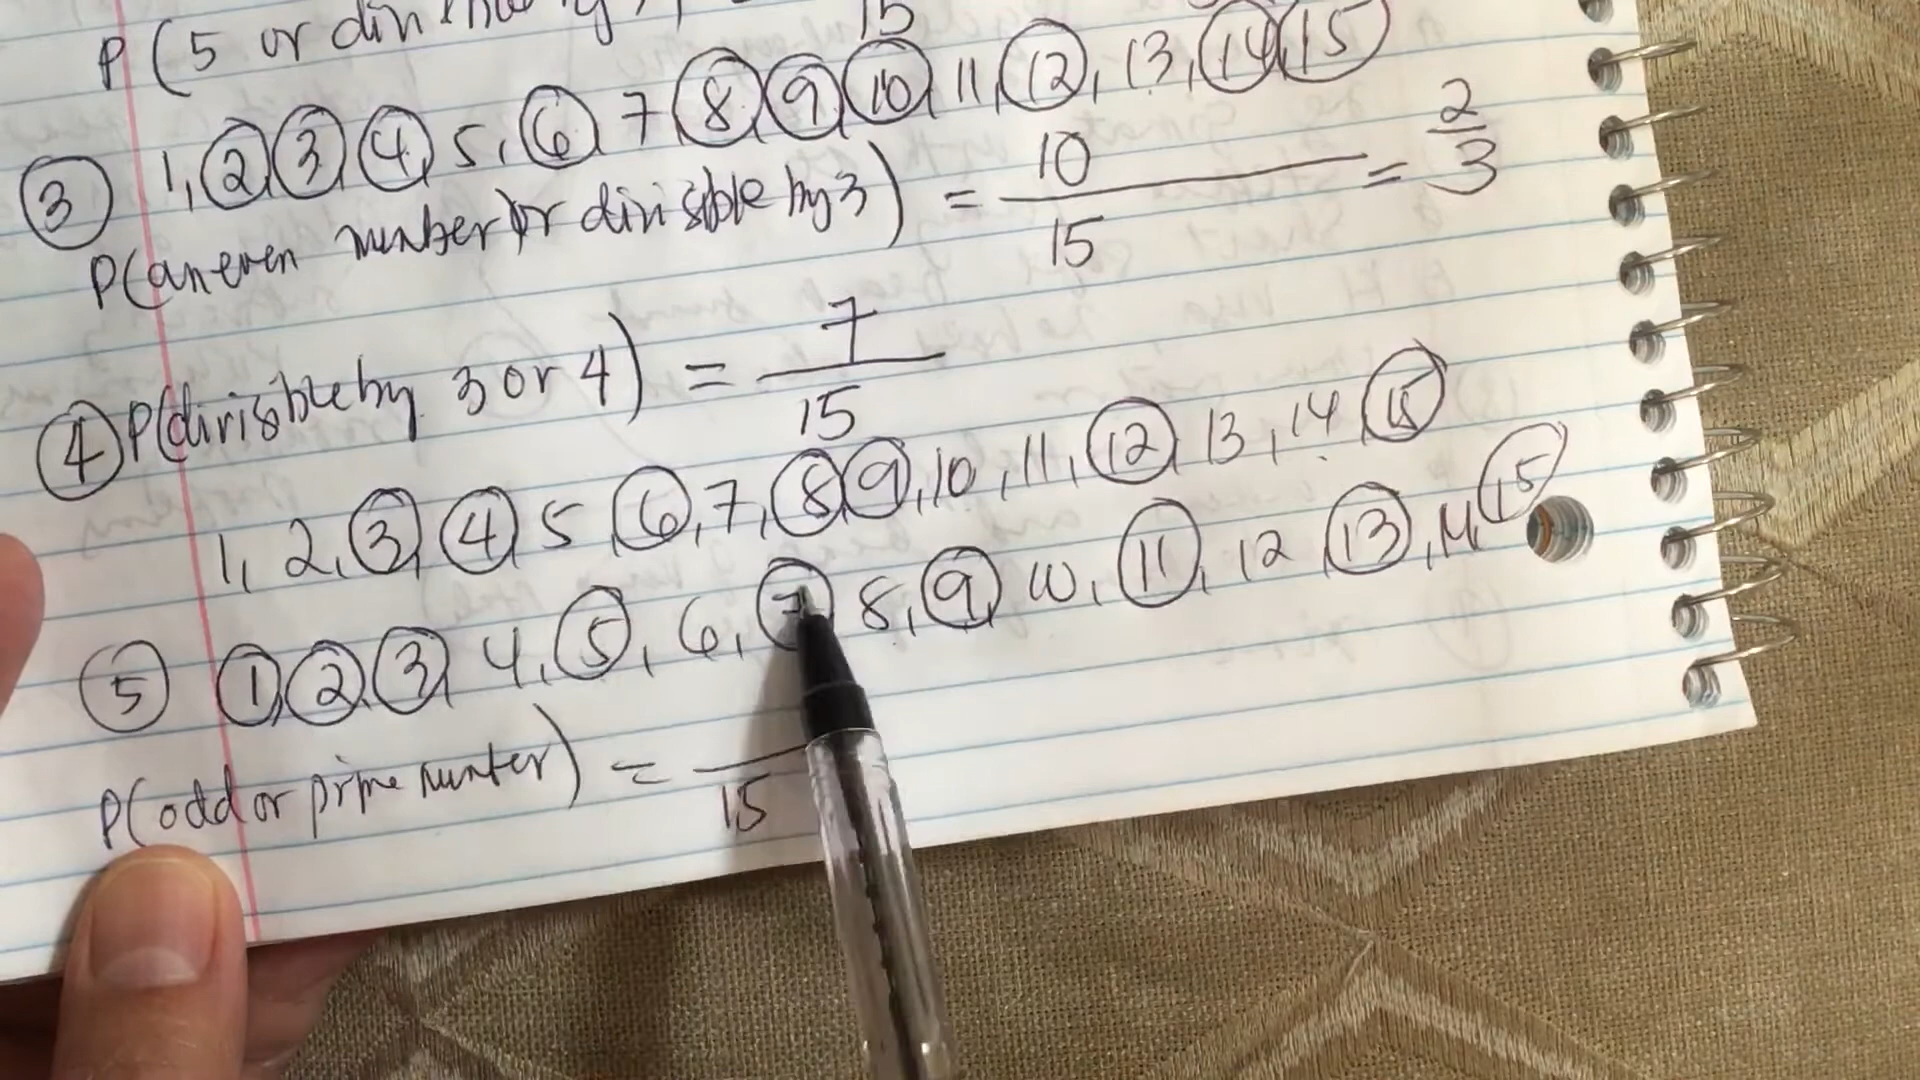 P(5 or divisible by
15
③ 1, 2, 3, 4, 5, 6, 7, 8, 9, 10, 11, 12, 13, 14, 15
P(an even number or divisible by 3) = 10/15 = 2/3
④ P(divisible by 3 or 4) = 7/15
1, 2, 3, 4, 5, 6, 7, 8, 9, 10, 11, 12, 13, 14, 15
⑤ 1, 2, 3, 4, 5, 6, 7, 8, 9, 10, 11, 12, 13, 14, 15
P(odd or prime number) = /15